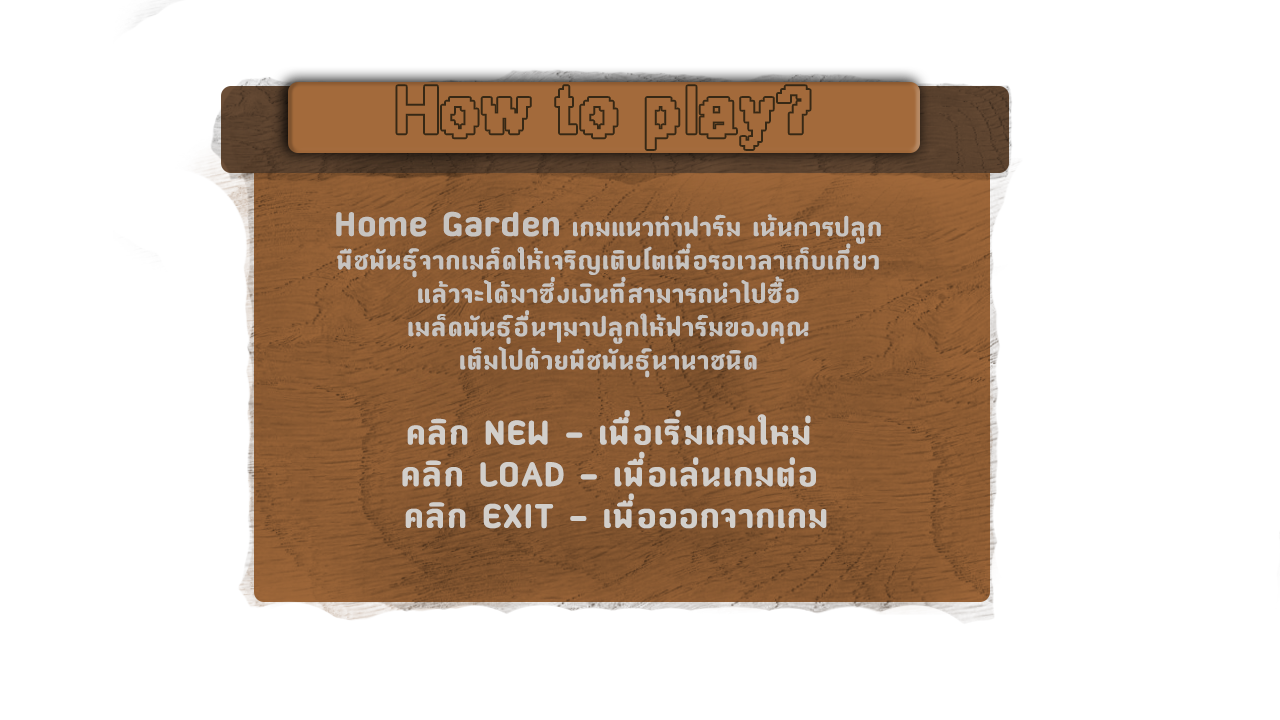 How to play?
Home Garden เกมแนวทำฟาร์ม เน้นการปลูก
พืชพันธุ์จากเมล็ดให้เจริญเติบโตเพื่อรอเวลาเก็บเกี่ยว
แล้วจะได้มาซึ่งเงินที่สามารถนำไปซื้อ
เมล็ดพันธุ์อื่นๆมาปลูกให้ฟาร์มของคุณ
เต็มไปด้วยพืชพันธุ์นานาชนิด
คลิก NEW - เพื่อเริ่มเกมใหม่
คลิก LOAD - เพื่อเล่นเกมต่อ
คลิก EXIT - เพื่อออกจากเกม